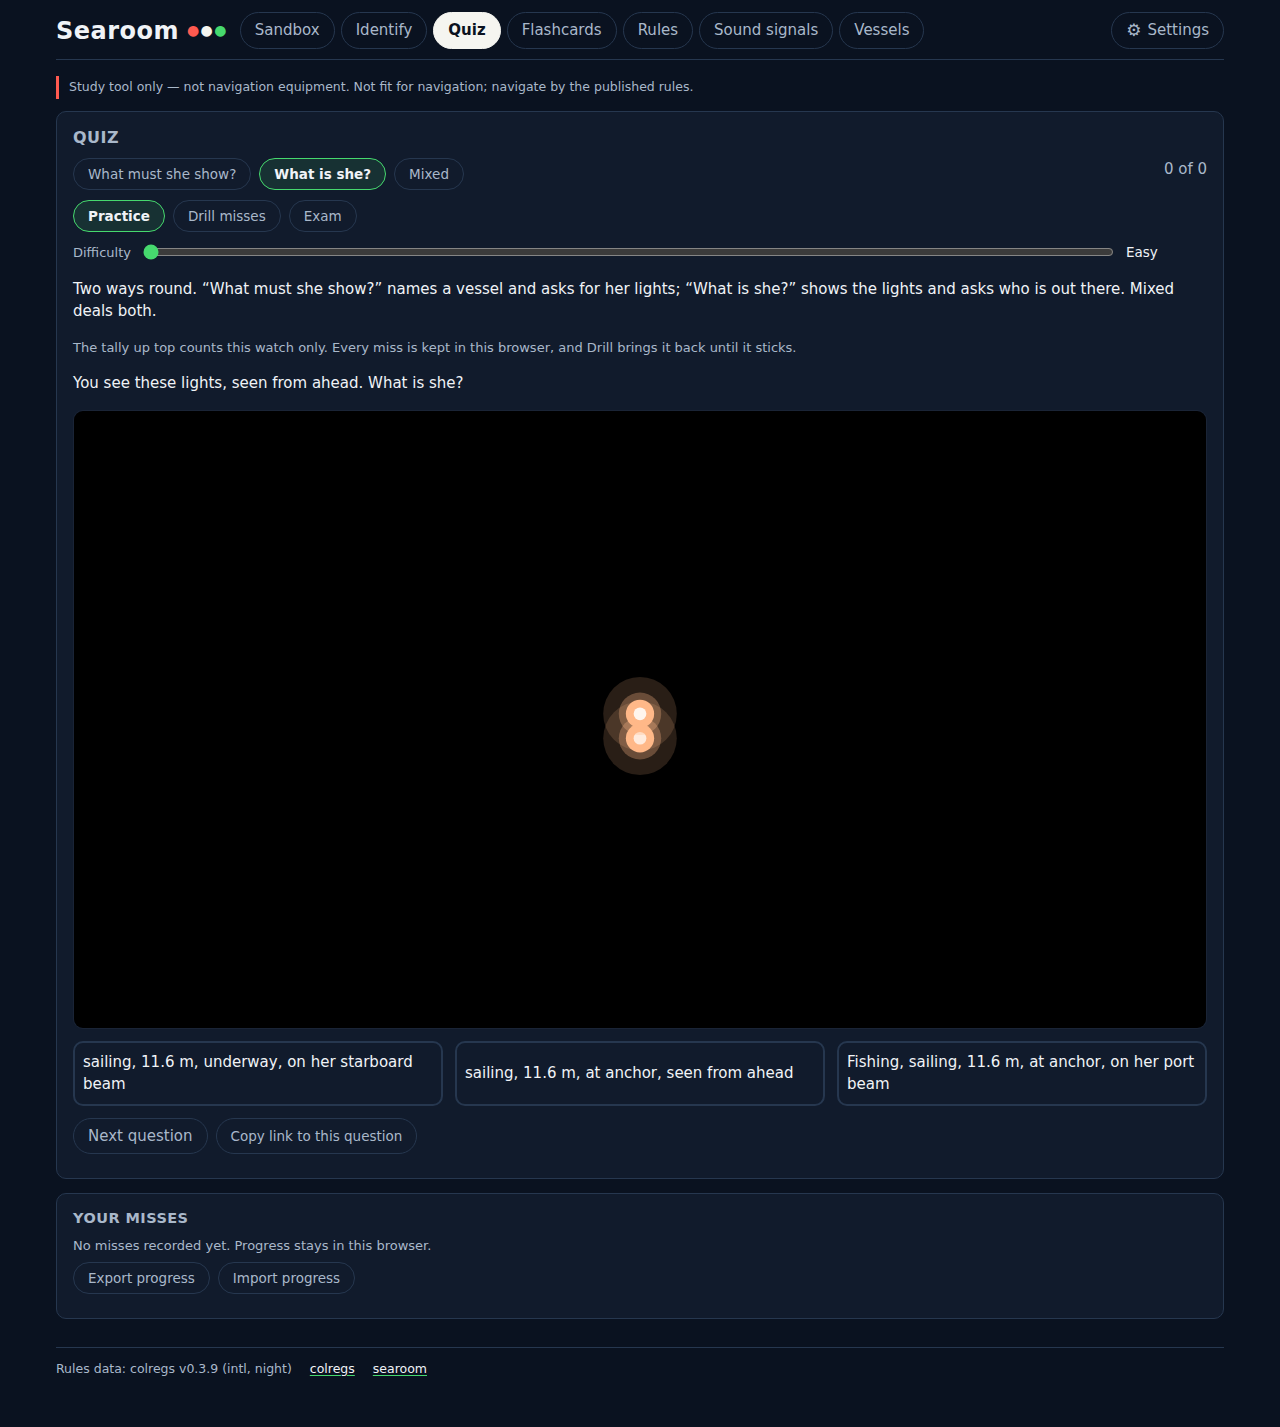 Searoom
Sandbox
Identify
Quiz
Flashcards
Rules
Sound signals
Vessels
⚙ Settings
Study tool only — not navigation equipment. Not fit for navigation; navigate by the published rules.
QUIZ
What must she show?
What is she?
Mixed
0 of 0
Practice
Drill misses
Exam
Difficulty
Easy
Two ways round. “What must she show?” names a vessel and asks for her lights; “What is she?” shows the lights and asks who is out there. Mixed
deals both.
The tally up top counts this watch only. Every miss is kept in this browser, and Drill brings it back until it sticks.
You see these lights, seen from ahead. What is she?
sailing, 11.6 m, underway, on her starboard
beam
sailing, 11.6 m, at anchor, seen from ahead
Fishing, sailing, 11.6 m, at anchor, on her port
beam
Next question
Copy link to this question
YOUR MISSES
No misses recorded yet. Progress stays in this browser.
Export progress
Import progress
Rules data: colregs v0.3.9 (intl, night)
colregs
searoom